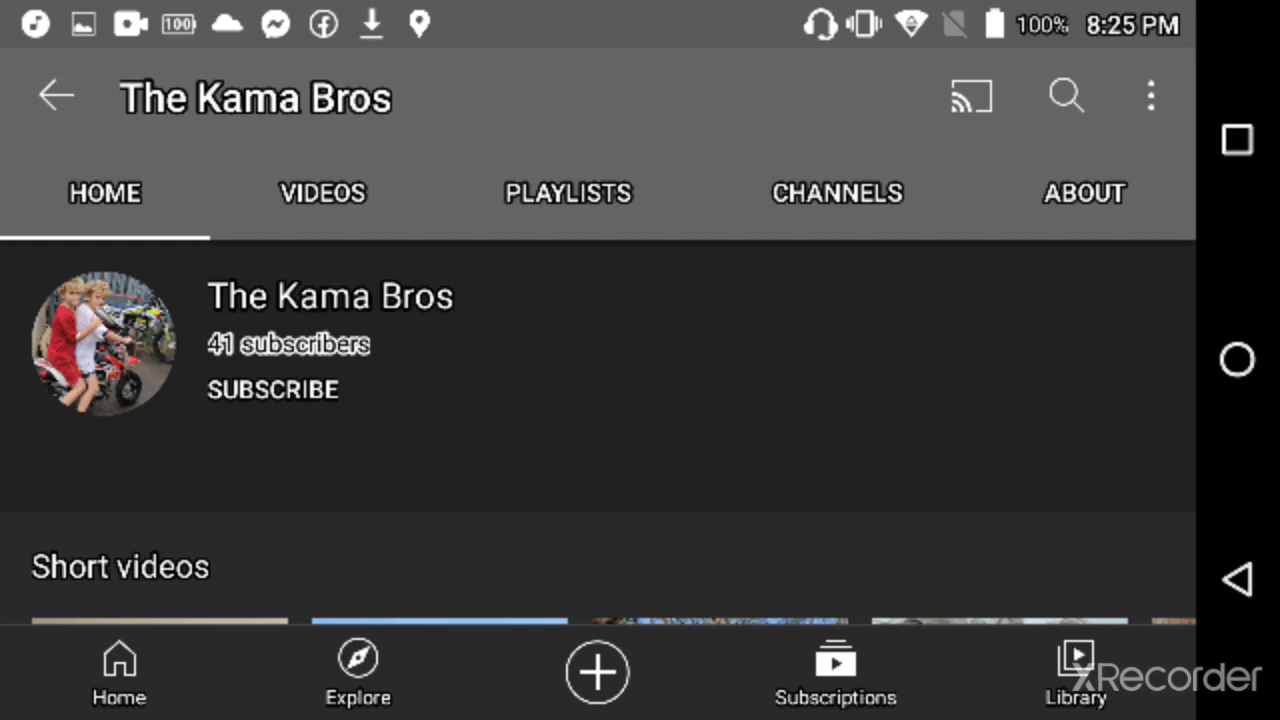 100 100% 8:25 PM
The Kama Bros
HOME VIDEOS PLAYLISTS CHANNELS ABOUT
The Kama Bros
41 subscribers
SUBSCRIBE
Short videos
Home Explore Subscriptions Library
XRecorder